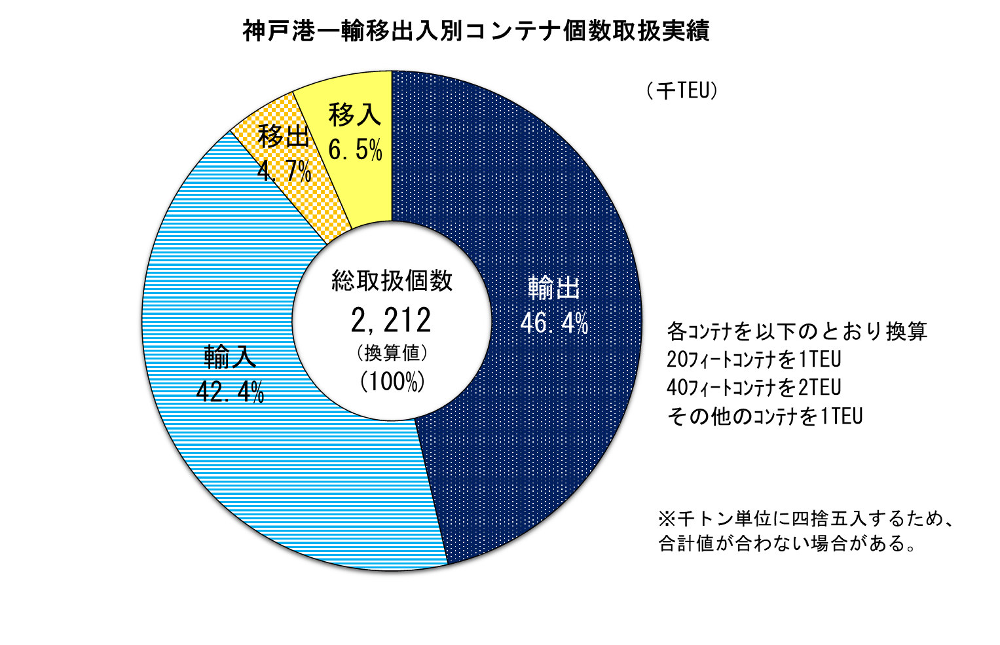 神戸港ー輸移出入別コンテナ個数取扱実績
（千TEU）
移入
6.5%
移出
4.7%
輸出
46.4%
総取扱個数
2,212
（換算値）
(100%)
輸入
42.4%
各ｺﾝﾃﾅを以下のとおり換算
20ﾌｨｰﾄｺﾝﾃﾅを1TEU
40ﾌｨｰﾄｺﾝﾃﾅを2TEU
その他のｺﾝﾃﾅを1TEU
※千トン単位に四捨五入するため、
合計値が合わない場合がある。